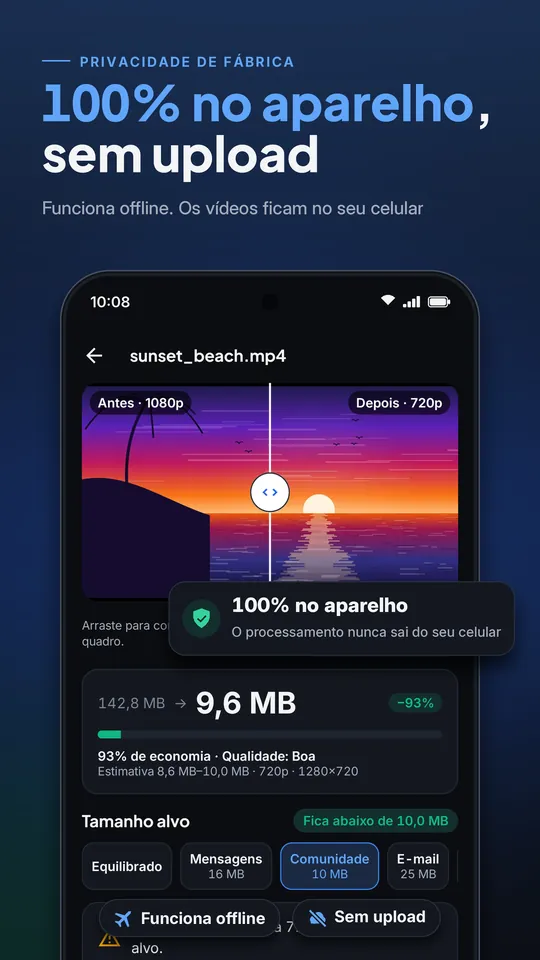 PRIVACIDADE DE FÁBRICA
100% no aparelho,
sem upload
Funciona offline. Os vídeos ficam no seu celular
10:08
sunset_beach.mp4
Antes · 1080p
Depois · 720p
100% no aparelho
O processamento nunca sai do seu celular
Arraste para
quadro.
142,8 MB → 9,6 MB
−93%
93% de economia · Qualidade: Boa
Estimativa 8,6 MB–10,0 MB · 720p · 1280×720
Tamanho alvo
Fica abaixo de 10,0 MB
Equilibrado
Mensagens
16 MB
Comunidade
10 MB
E-mail
25 MB
Funciona offline
Sem upload
alvo.